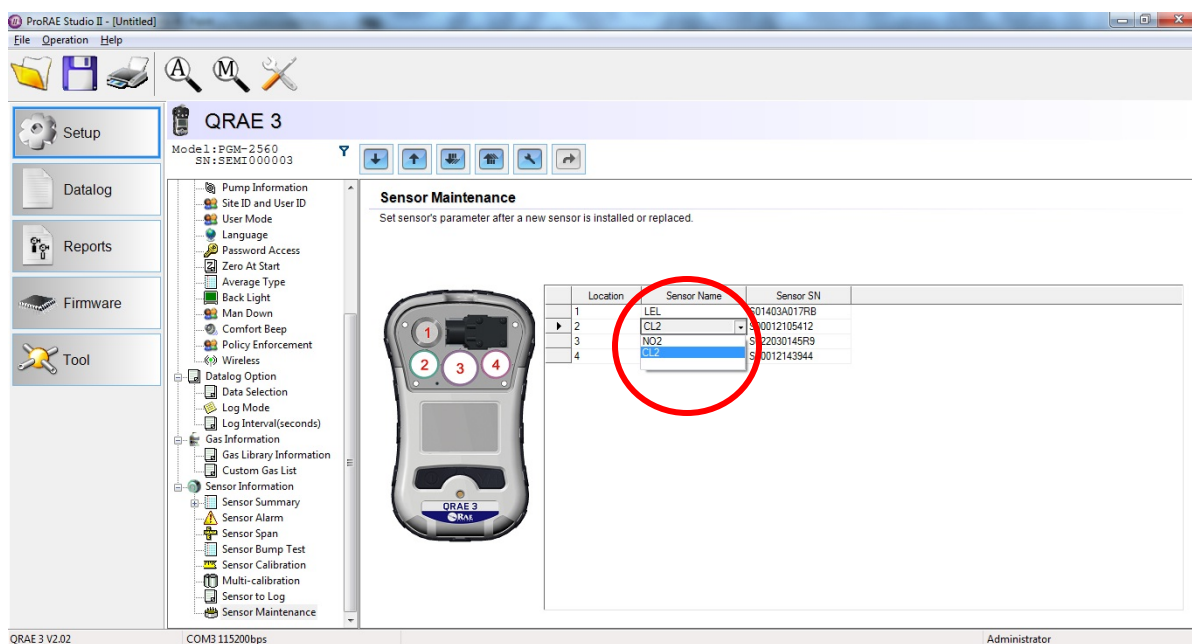 ProRAE Studio II - [Untitled]
File Operation Help
A M
Setup
Datalog
Reports
Firmware
Tool
QRAE 3
Model:PGM-2560
SN:SEMI000003
Pump Information
Site ID and User ID
User Mode
Language
Password Access
Zero At Start
Average Type
Back Light
Man Down
Comfort Beep
Policy Enforcement
Wireless
Datalog Option
Data Selection
Log Mode
Log Interval(seconds)
Gas Information
Gas Library Information
Custom Gas List
Sensor Information
Sensor Summary
Sensor Alarm
Sensor Span
Sensor Bump Test
Sensor Calibration
Multi-calibration
Sensor to Log
Sensor Maintenance
Sensor Maintenance
Set sensor's parameter after a new sensor is installed or replaced.
1
2 3 4
QRAE 3
RAE
Location Sensor Name Sensor SN
1 LEL S01403A017RB
2 CL2
3 NO2
CL2
4
QRAE 3 V2.02 COM3 115200bps Administrator